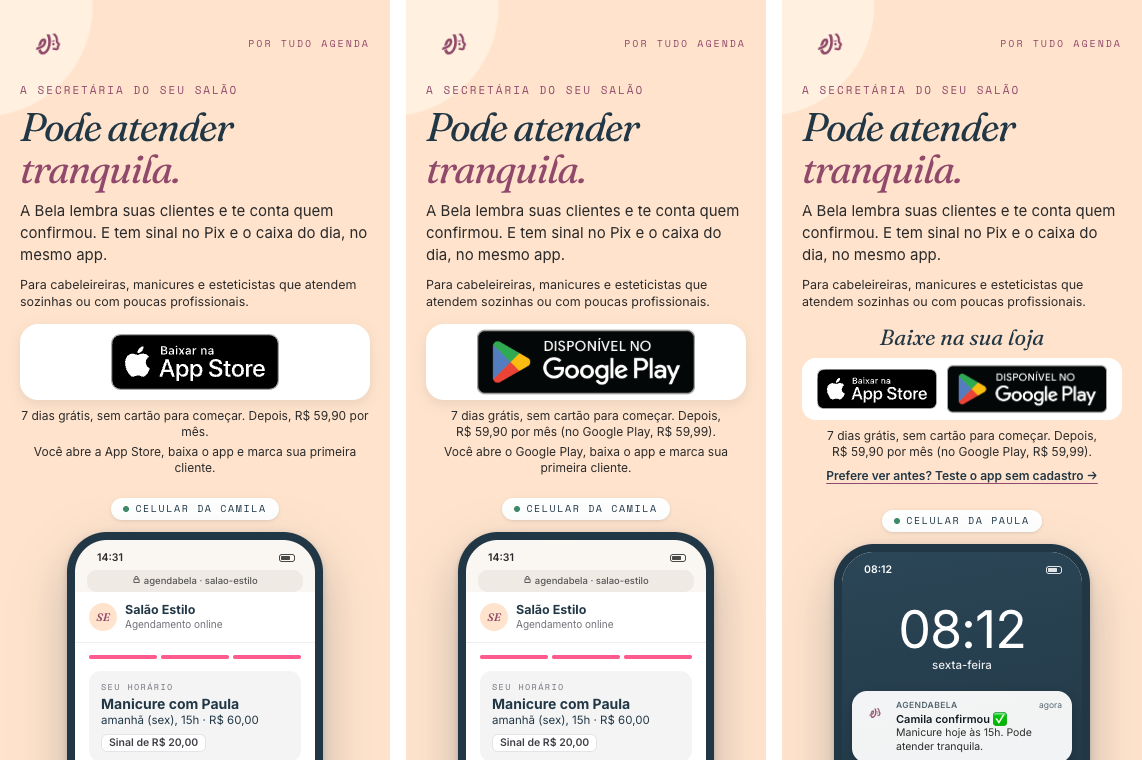 POR TUDO AGENDA
A SECRETÁRIA DO SEU SALÃO
Pode atender
tranquila.
A Bela lembra suas clientes e te conta quem
confirmou. E tem sinal no Pix e o caixa do dia, no
mesmo app.
Para cabeleireiras, manicures e esteticistas que atendem
sozinhas ou com poucas profissionais.
Baixar na
App Store
7 dias grátis, sem cartão para começar. Depois, R$ 59,90 por
mês.
Você abre a App Store, baixa o app e marca sua primeira
cliente.
CELULAR DA CAMILA
14:31
agendabela · salao-estilo
SE
Salão Estilo
Agendamento online
SEU HORÁRIO
Manicure com Paula
amanhã (sex), 15h · R$ 60,00
Sinal de R$ 20,00
POR TUDO AGENDA
A SECRETÁRIA DO SEU SALÃO
Pode atender
tranquila.
A Bela lembra suas clientes e te conta quem
confirmou. E tem sinal no Pix e o caixa do
dia, no mesmo app.
Para cabeleireiras, manicures e esteticistas que
atendem sozinhas ou com poucas profissionais.
DISPONÍVEL NO
Google Play
7 dias grátis, sem cartão para começar. Depois,
R$ 59,90 por mês (no Google Play, R$ 59,99).
Você abre o Google Play, baixa o app e marca sua
primeira cliente.
CELULAR DA CAMILA
14:31
agendabela · salao-estilo
SE
Salão Estilo
Agendamento online
SEU HORÁRIO
Manicure com Paula
amanhã (sex), 15h · R$ 60,00
Sinal de R$ 20,00
POR TUDO AGENDA
A SECRETÁRIA DO SEU SALÃO
Pode atender
tranquila.
A Bela lembra suas clientes e te conta quem
confirmou. E tem sinal no Pix e o caixa do
dia, no mesmo app.
Para cabeleireiras, manicures e esteticistas que
atendem sozinhas ou com poucas profissionais.
Baixe na sua loja
Baixar na
App Store
DISPONÍVEL NO
Google Play
7 dias grátis, sem cartão para começar. Depois,
R$ 59,90 por mês (no Google Play, R$ 59,99).
Prefere ver antes? Teste o app sem cadastro →
CELULAR DA PAULA
08:12
08:12
sexta-feira
AGENDABELA agora
Camila confirmou ✅
Manicure hoje às 15h. Pode
atender tranquila.